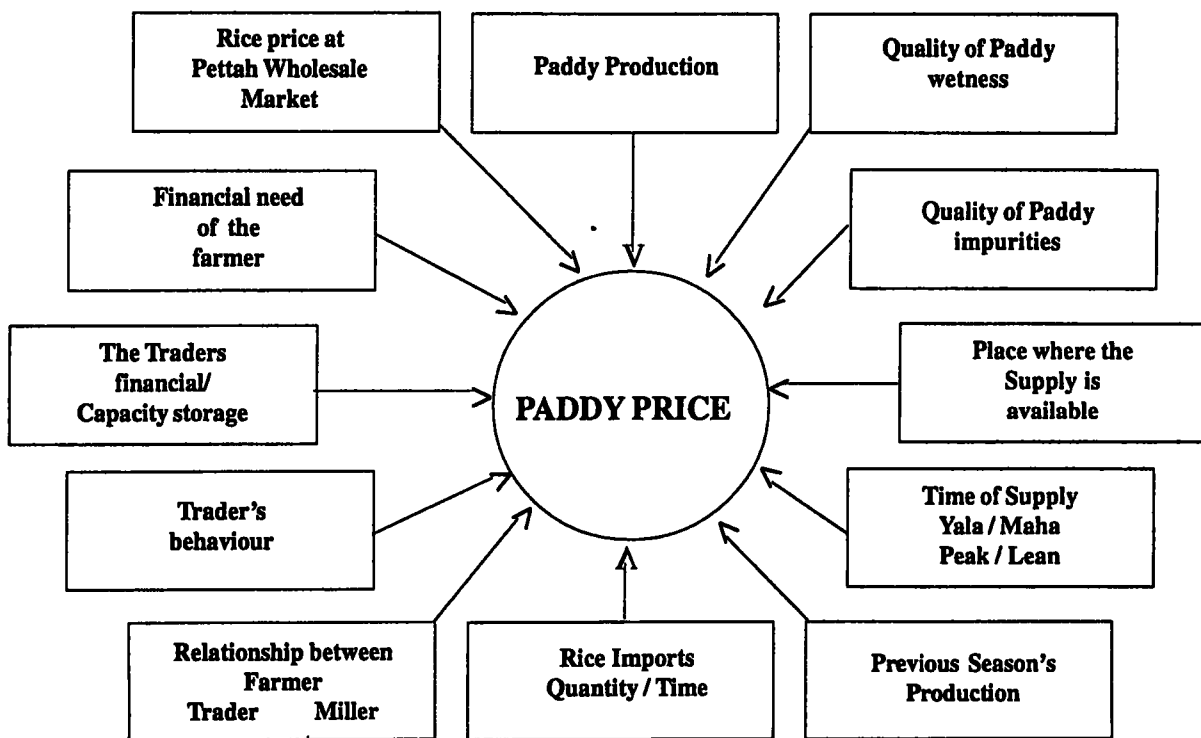 Rice price at
Pettah Wholesale
Market
Paddy Production
Quality of Paddy
wetness
Financial need
of the
farmer
Quality of Paddy
impurities
The Traders
financial/
Capacity storage
PADDY PRICE
Place where the
Supply is
available
Trader's
behaviour
Time of Supply
Yala / Maha
Peak / Lean
Relationship between
Farmer
Trader Miller
Rice Imports
Quantity / Time
Previous Season's
Production